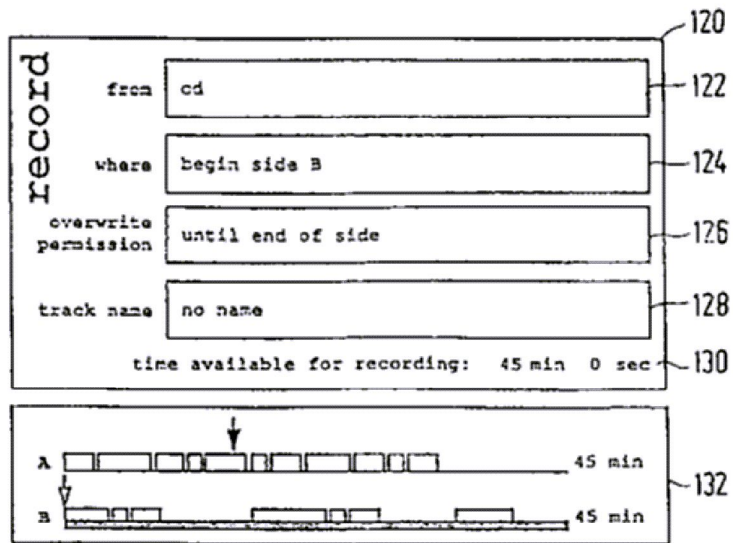 120
record
from cd 122
where begin side B 124
overwrite permission until end of side 126
track name no name 128
time available for recording: 45 min 0 sec 130
A 45 min
132
B 45 min